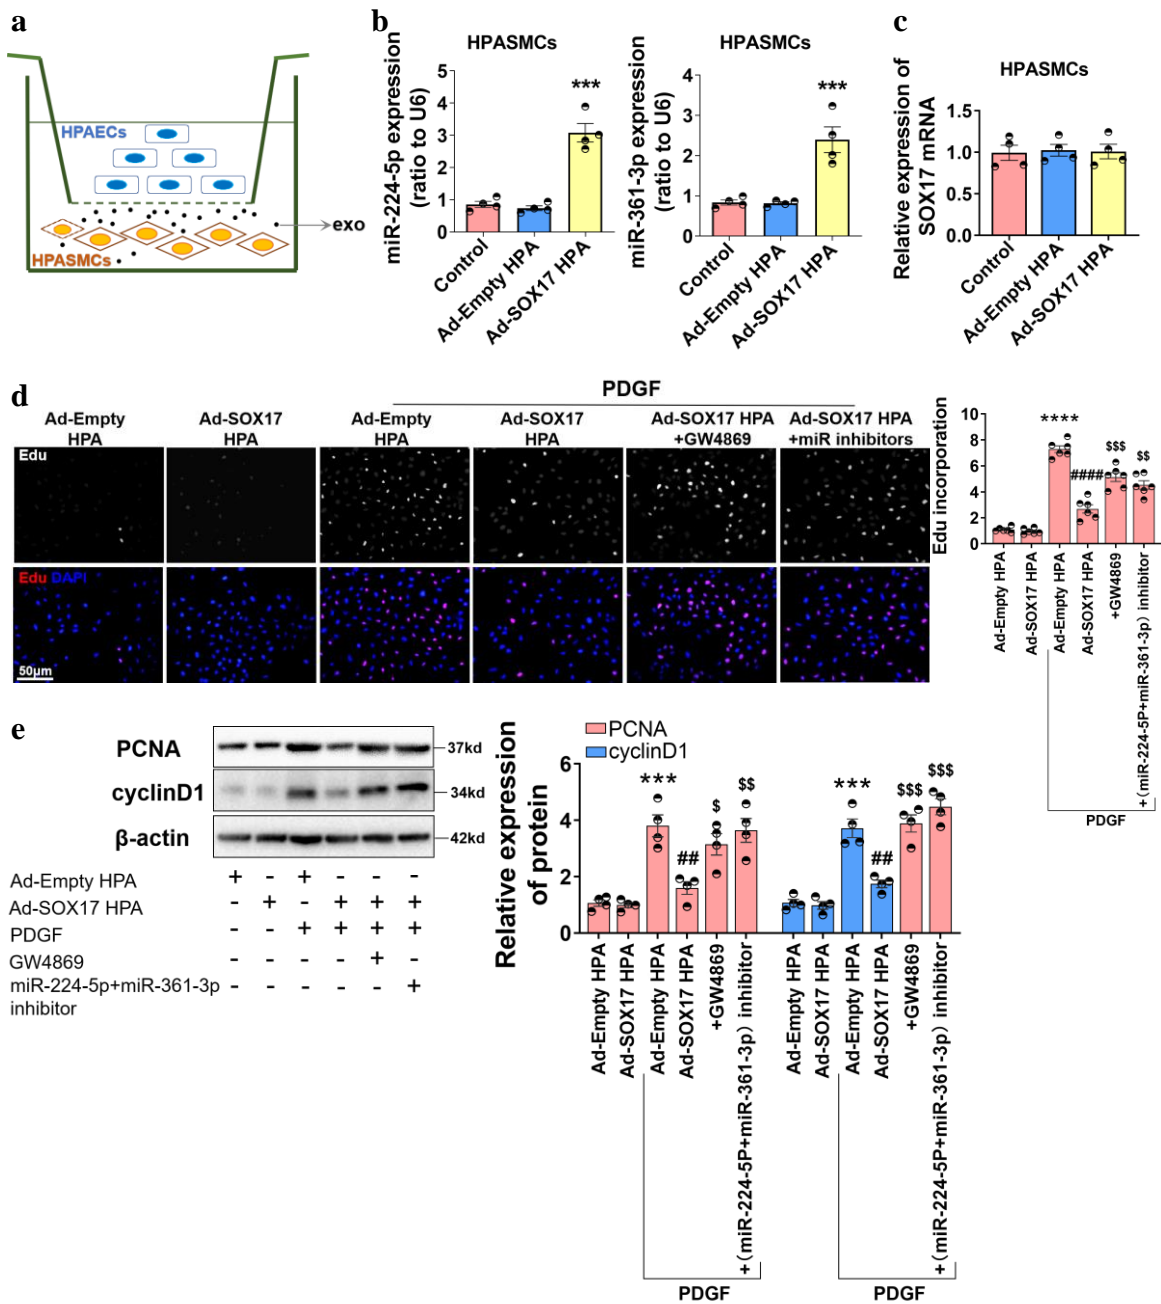 a
HPAECs
HPASMCs
exo
b
HPASMCs
miR-224-5p expression
(ratio to U6)
5
4
3
2
1
0
***
Control
Ad-Empty HPA
Ad-SOX17 HPA
HPASMCs
miR-361-3p expression
(ratio to U6)
4
3
2
1
0
***
Control
Ad-Empty HPA
Ad-SOX17 HPA
c
HPASMCs
Relative expression of
SOX17 mRNA
1.5
1.0
0.5
0.0
Control
Ad-Empty HPA
Ad-SOX17 HPA
d
PDGF
Ad-Empty
HPA
Ad-SOX17
HPA
Ad-Empty
HPA
Ad-SOX17
HPA
Ad-SOX17 HPA
+GW4869
Ad-SOX17 HPA
+miR inhibitors
Edu
Edu DAPI
50μm
Edu incorporation
10
8
6
4
2
0
****
####
$$$
$$
Ad-Empty HPA
Ad-SOX17 HPA
Ad-Empty HPA
Ad-SOX17 HPA
+GW4869
+(miR-224-5P+miR-361-3p) inhibitor
PDGF
e
PCNA
37kd
cyclinD1
34kd
β-actin
42kd
Ad-Empty HPA + - + - - -
Ad-SOX17 HPA - + - + + +
PDGF - - + + + +
GW4869 - - - - + -
miR-224-5p+miR-361-3p - - - - - +
inhibitor
PCNA
cyclinD1
Relative expression
of protein
6
4
2
0
***
##
$
$$
***
##
$$$
$$$
Ad-Empty HPA
Ad-SOX17 HPA
Ad-Empty HPA
Ad-SOX17 HPA
+GW4869
+(miR-224-5P+miR-361-3p) inhibitor
Ad-Empty HPA
Ad-SOX17 HPA
Ad-Empty HPA
Ad-SOX17 HPA
+GW4869
+(miR-224-5P+miR-361-3p) inhibitor
PDGF
PDGF